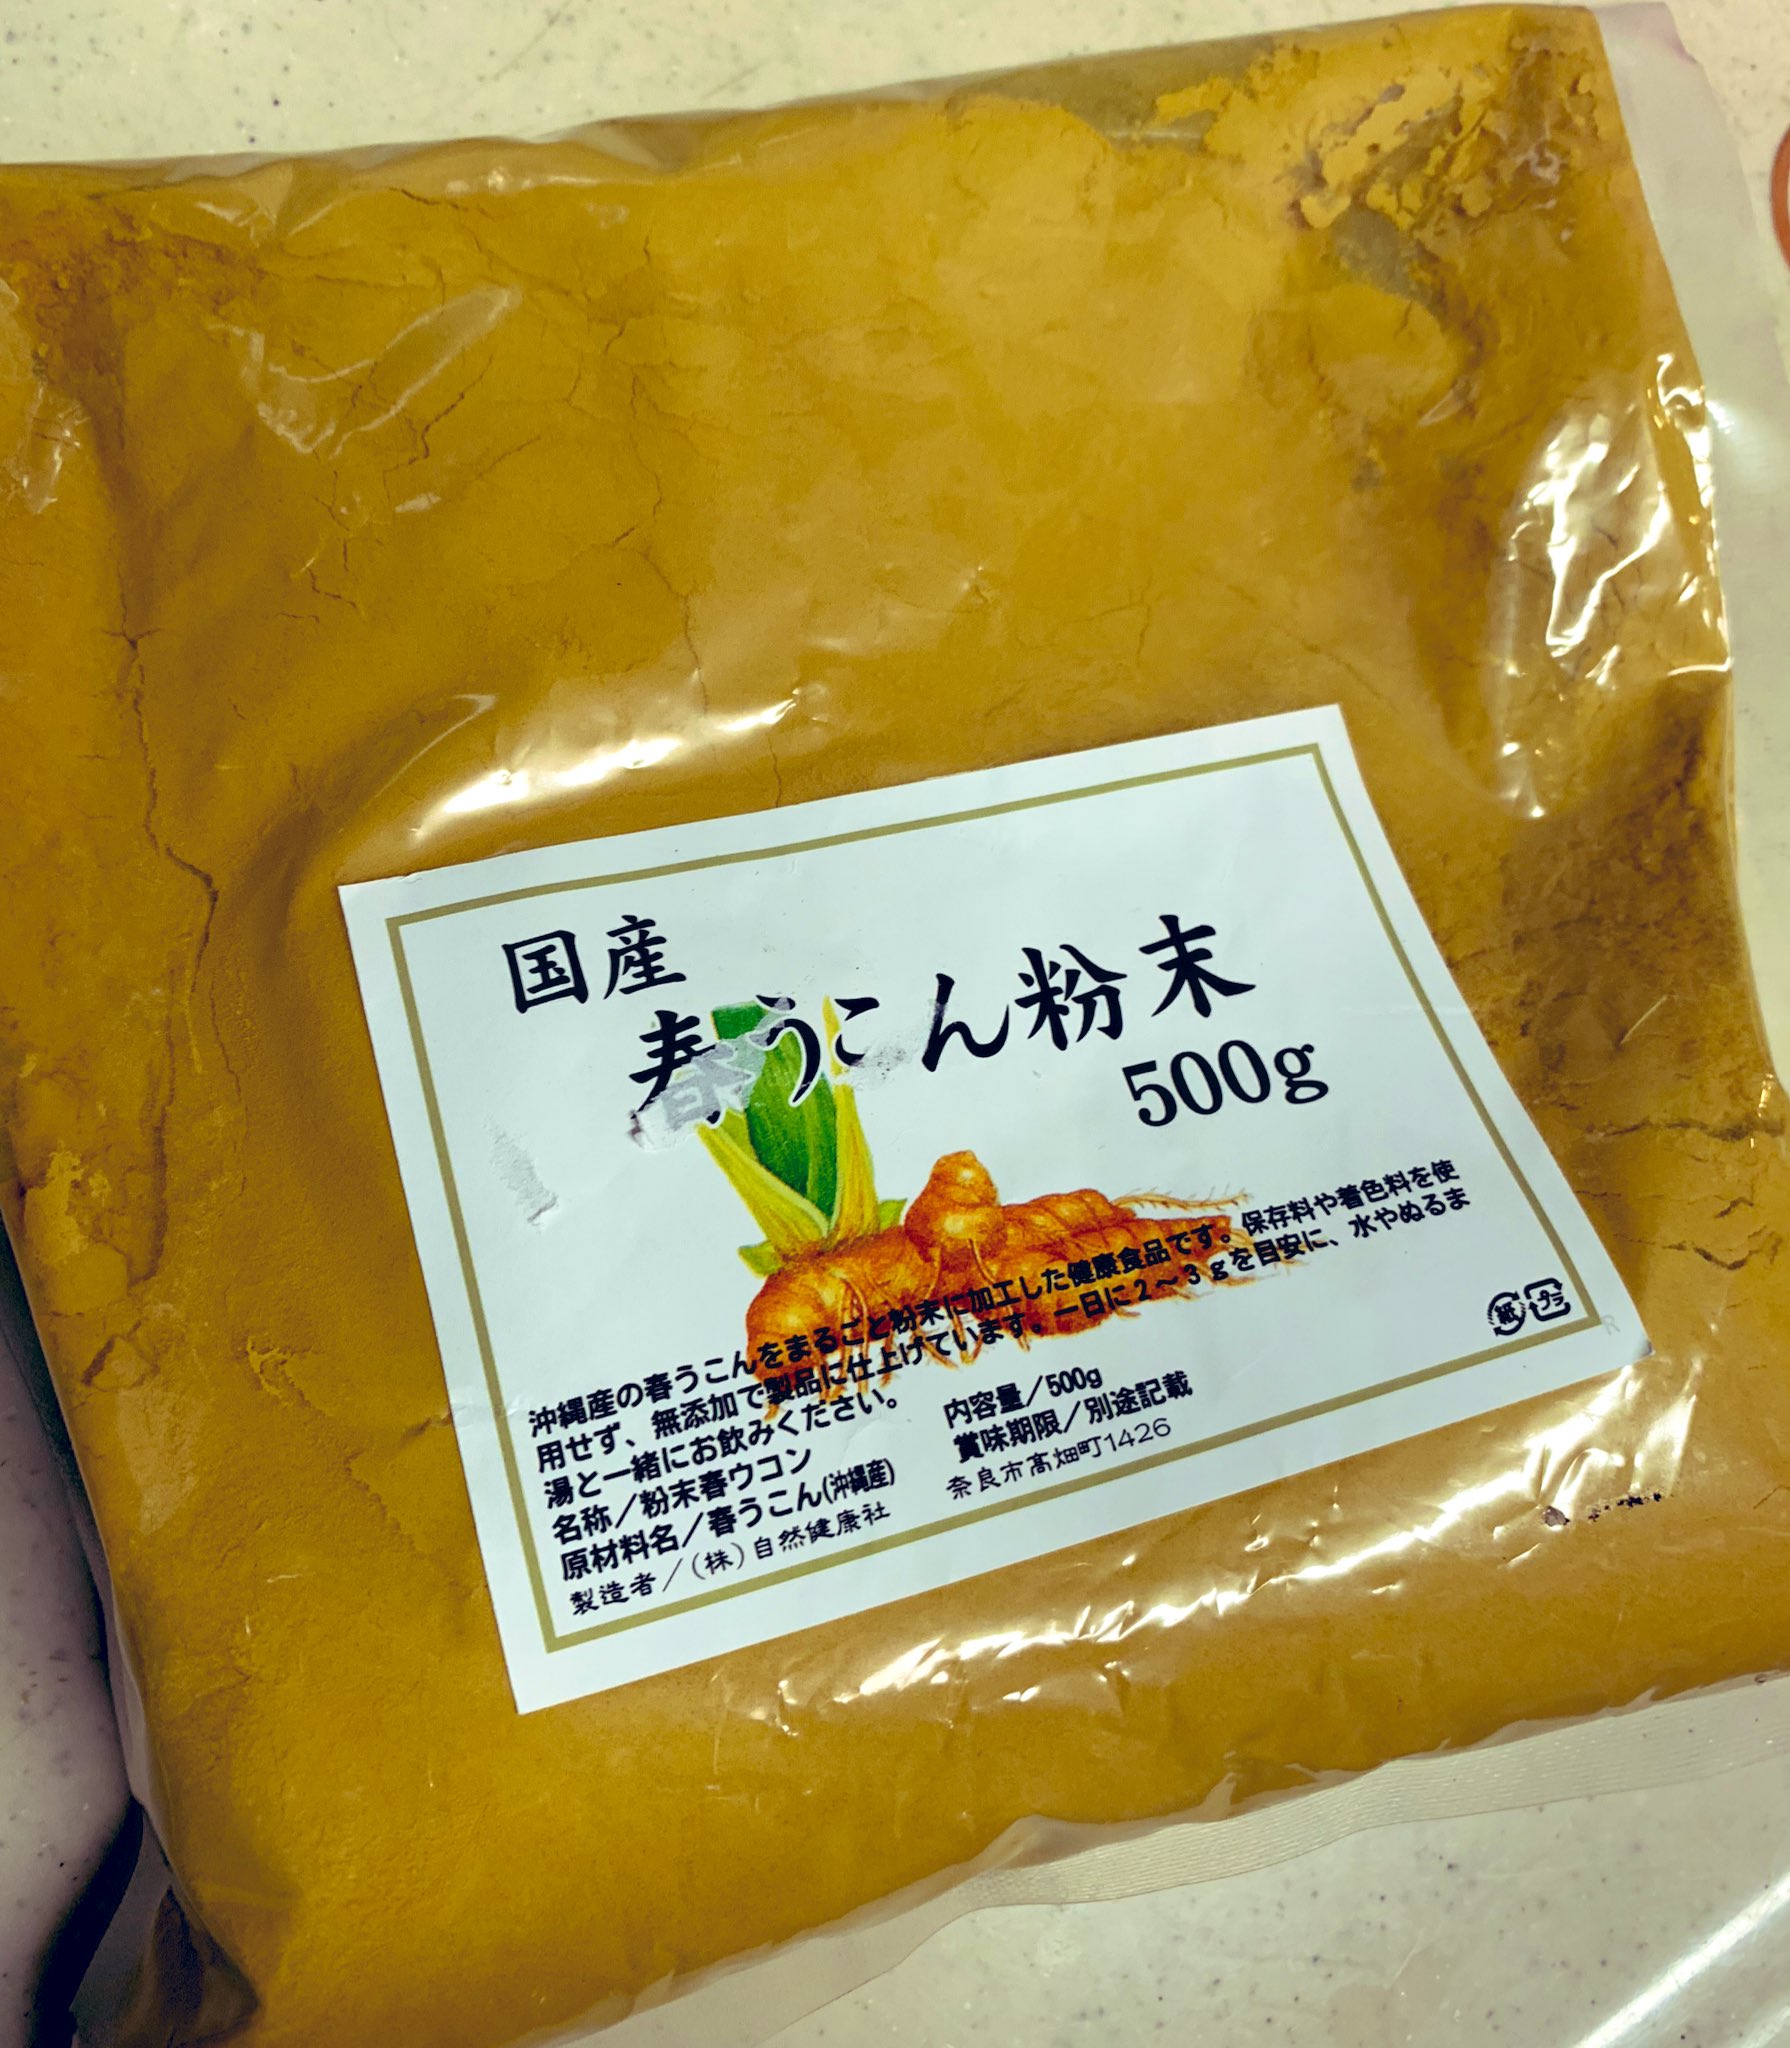 国産
春うこん粉末
500g
沖縄産の春うこんをまるごと粉末に加工した健康食品です。保存料や着色料を使
用せず、無添加で製品に仕上げています。一日に2～3gを目安に、水やぬるま
湯と一緒にお飲みください。
名称／粉末春ウコン
原材料名／春うこん(沖縄産)
製造者／(株)自然健康社
内容量／500g
賞味期限／別途記載
奈良市高畑町1426
紙
プラ
R